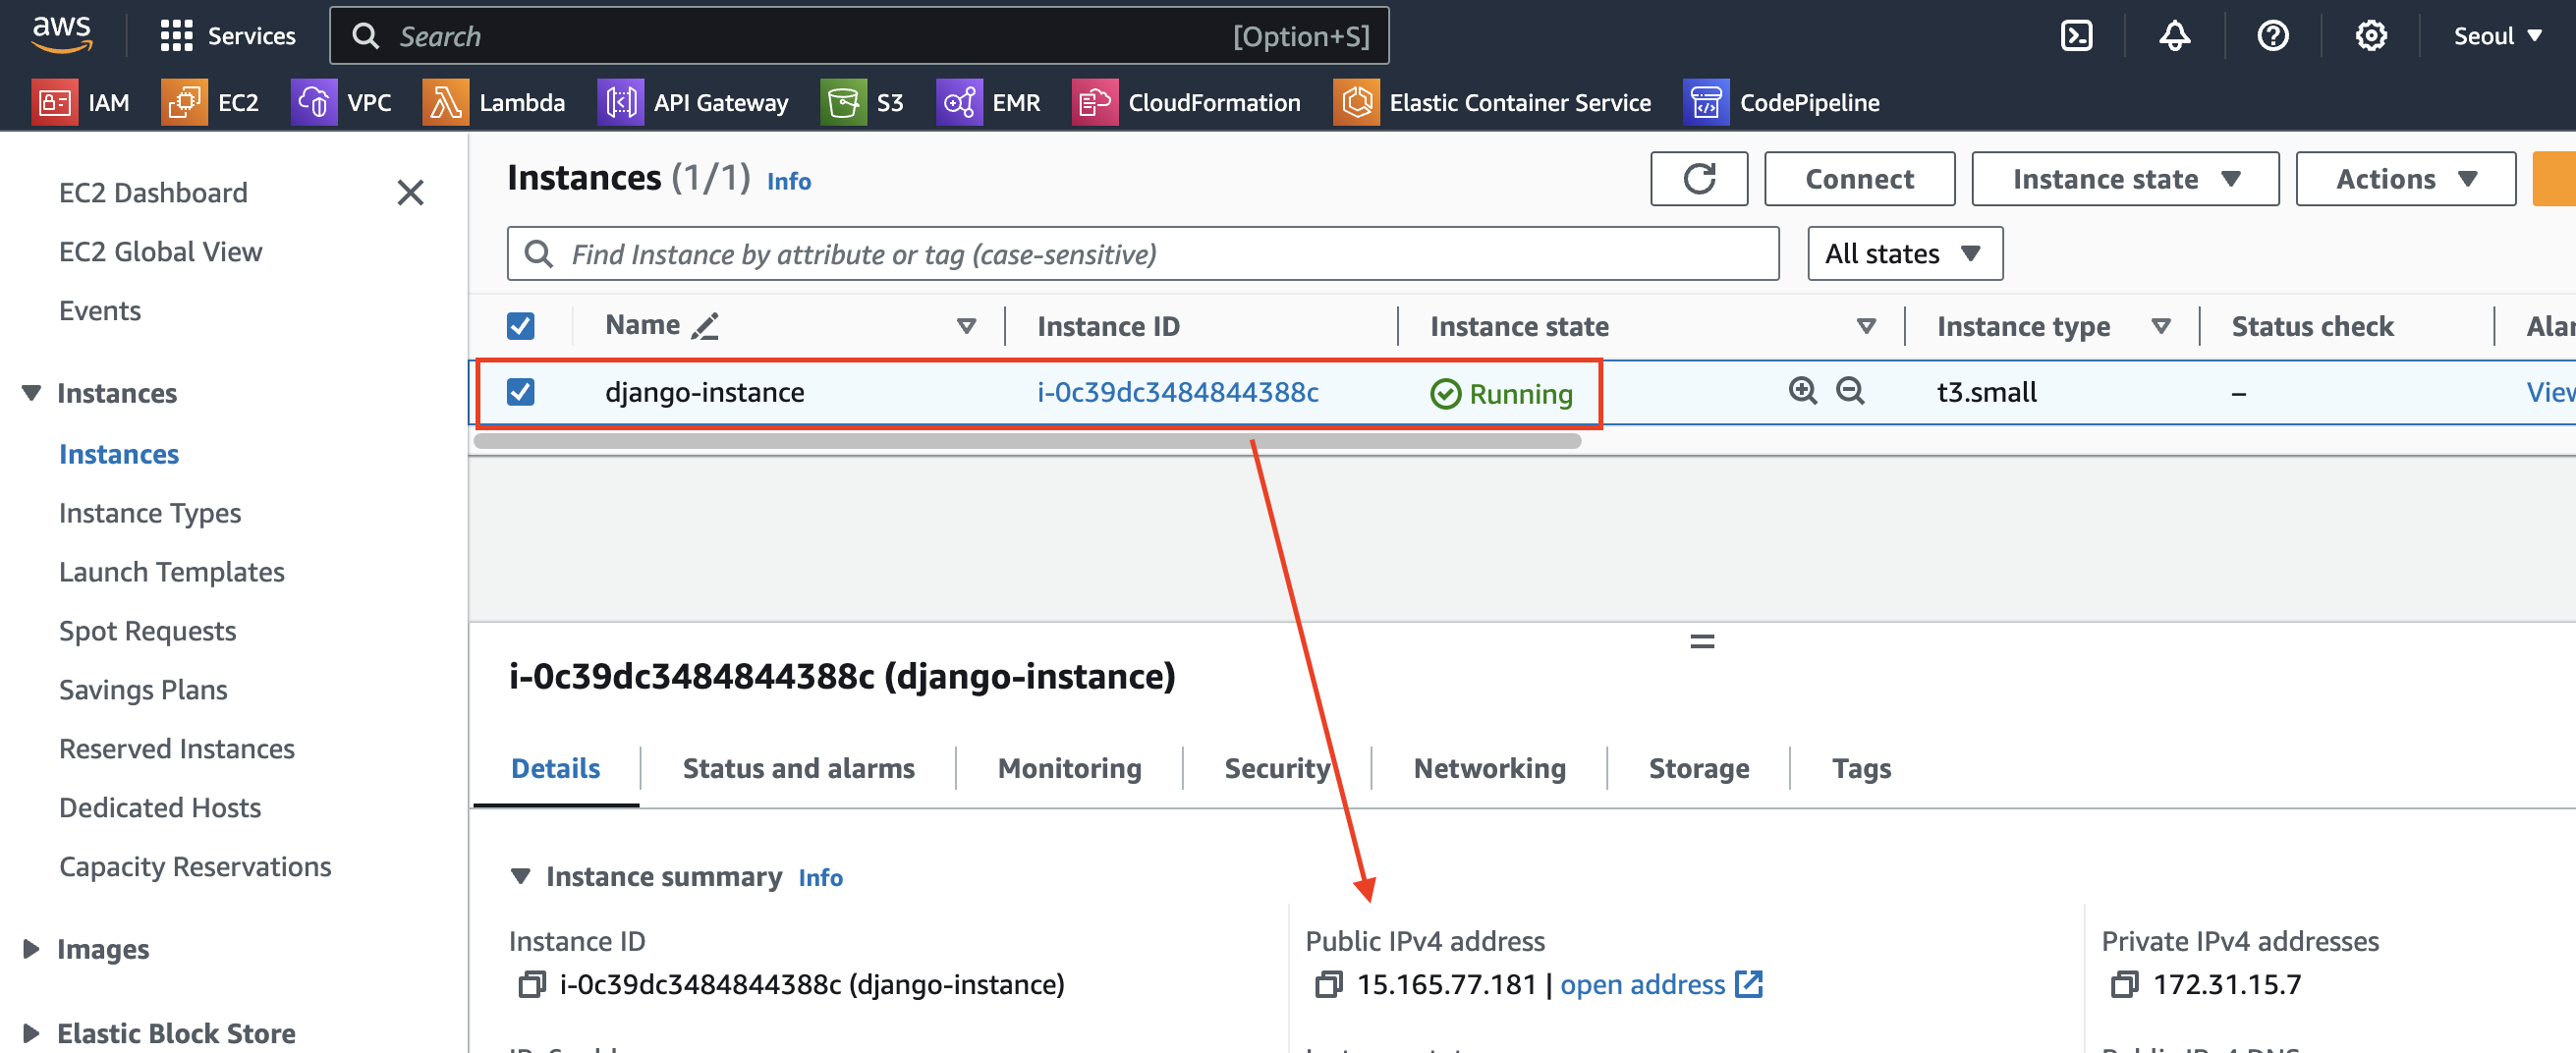 aws
Services
Search
[Option+S]
Seoul
IAM
EC2
VPC
Lambda
API Gateway
S3
EMR
CloudFormation
Elastic Container Service
CodePipeline
EC2 Dashboard
EC2 Global View
Events
Instances
Instances
Instance Types
Launch Templates
Spot Requests
Savings Plans
Reserved Instances
Dedicated Hosts
Capacity Reservations
Images
Elastic Block Store
Instances (1/1) Info
Connect
Instance state
Actions
Find Instance by attribute or tag (case-sensitive)
All states
Name
Instance ID
Instance state
Instance type
Status check
django-instance
i-0c39dc3484844388c
Running
t3.small
–
View
i-0c39dc3484844388c (django-instance)
Details
Status and alarms
Monitoring
Security
Networking
Storage
Tags
Instance summary Info
Instance ID
i-0c39dc3484844388c (django-instance)
Public IPv4 address
15.165.77.181 | open address
Private IPv4 addresses
172.31.15.7